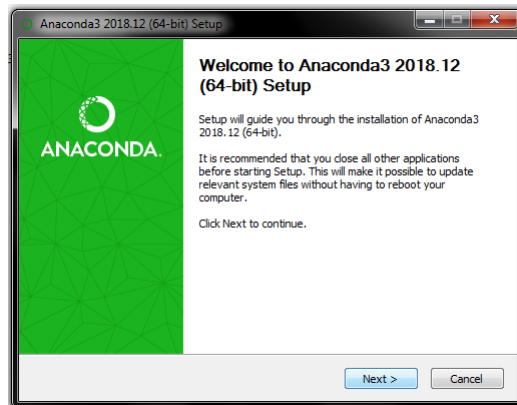 Anaconda3 2018.12 (64-bit) Setup
Welcome to Anaconda3 2018.12
(64-bit) Setup
Setup will guide you through the installation of Anaconda3
2018.12 (64-bit).
It is recommended that you close all other applications
before starting Setup. This will make it possible to update
relevant system files without having to reboot your
computer.
Click Next to continue.
ANACONDA.
Next >
Cancel